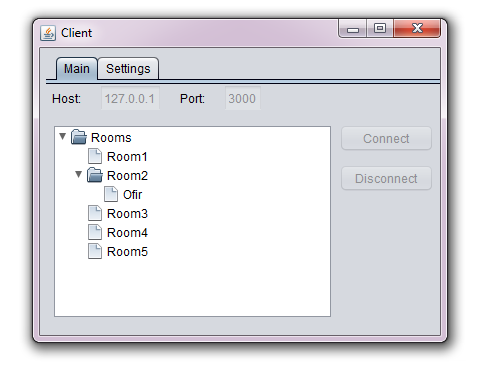 Client
Main Settings
Host: 127.0.0.1 Port: 3000
Rooms
Connect
Room1
Room2
Disconnect
Ofir
Room3
Room4
Room5